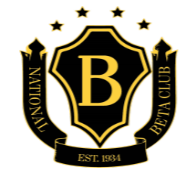 NATIONAL
B
BETA CLUB
EST. 1934